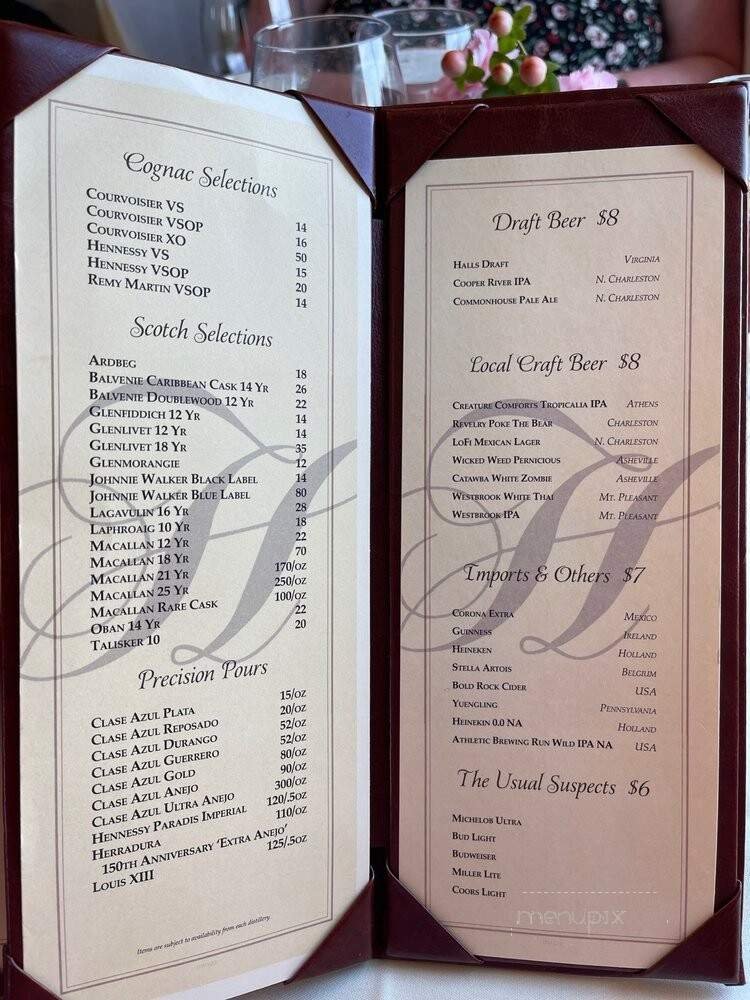 Cognac Selections
Courvoisier VS 14
Courvoisier VSOP 16
Courvoisier XO 50
Hennessy VS 15
Hennessy VSOP 20
Remy Martin VSOP 14
Scotch Selections
Ardbeg 18
Balvenie Caribbean Cask 14 Yr 26
Balvenie Doublewood 12 Yr 22
Glenfiddich 12 Yr 14
Glenlivet 12 Yr 14
Glenlivet 18 Yr 35
Glenmorangie 12
Johnnie Walker Black Label 14
Johnnie Walker Blue Label 80
Lagavulin 16 Yr 28
Laphroaig 10 Yr 18
Macallan 12 Yr 22
Macallan 18 Yr 70
Macallan 21 Yr 170/oz
Macallan 25 Yr 250/oz
Macallan Rare Cask 100/oz
Oban 14 Yr 22
Talisker 10 20
Precision Pours
Clase Azul Plata 15/oz
Clase Azul Reposado 20/oz
Clase Azul Durango 52/oz
Clase Azul Guerrero 52/oz
Clase Azul Gold 80/oz
Clase Azul Anejo 90/oz
Clase Azul Ultra Anejo 300/oz
Hennessy Paradis Imperial 120/.5oz
Herradura 110/oz
150th Anniversary 'Extra Anejo'
Louis XIII 125/.5oz
Items are subject to availability from each distillery.
Draft Beer $8
Halls Draft Virginia
Cooper River IPA N. Charleston
Commonhouse Pale Ale N. Charleston
Local Craft Beer $8
Creature Comforts Tropicalia IPA Athens
Revelry Poke The Bear Charleston
LoFi Mexican Lager N. Charleston
Wicked Weed Pernicious Asheville
Catawba White Zombie Asheville
Westbrook White Thai Mt. Pleasant
Westbrook IPA Mt. Pleasant
Imports & Others $7
Corona Extra Mexico
Guinness Ireland
Heineken Holland
Stella Artois Belgium
Bold Rock Cider USA
Yuengling Pennsylvania
Heinekin 0.0 NA Holland
Athletic Brewing Run Wild IPA NA USA
The Usual Suspects $6
Michelob Ultra
Bud Light
Budweiser
Miller Lite
Coors Light
menupix